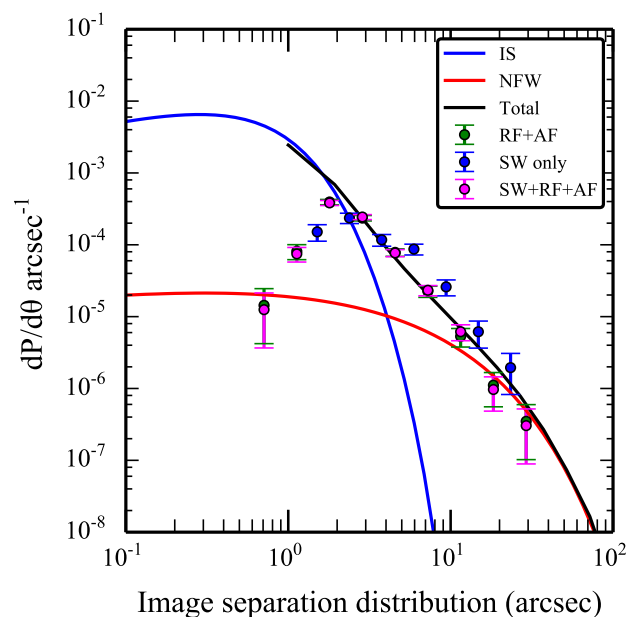 10^-1
10^-2
10^-3
10^-4
10^-5
10^-6
10^-7
10^-8
dP/dθ arcsec^-1
IS
NFW
Total
RF+AF
SW only
SW+RF+AF
10^-1 10^0 10^1 10^2
Image separation distribution (arcsec)